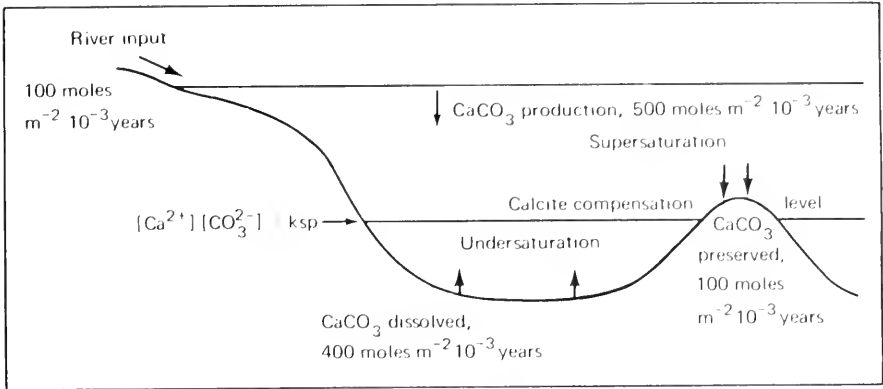 River input
100 moles
m⁻² 10⁻³ years
CaCO₃ production, 500 moles m⁻² 10⁻³ years
Supersaturation
Calcite compensation level
[Ca²⁺] [CO₃²⁻] ksp
Undersaturation
CaCO₃
preserved,
100 moles
m⁻² 10⁻³ years
CaCO₃ dissolved,
400 moles m⁻² 10⁻³ years